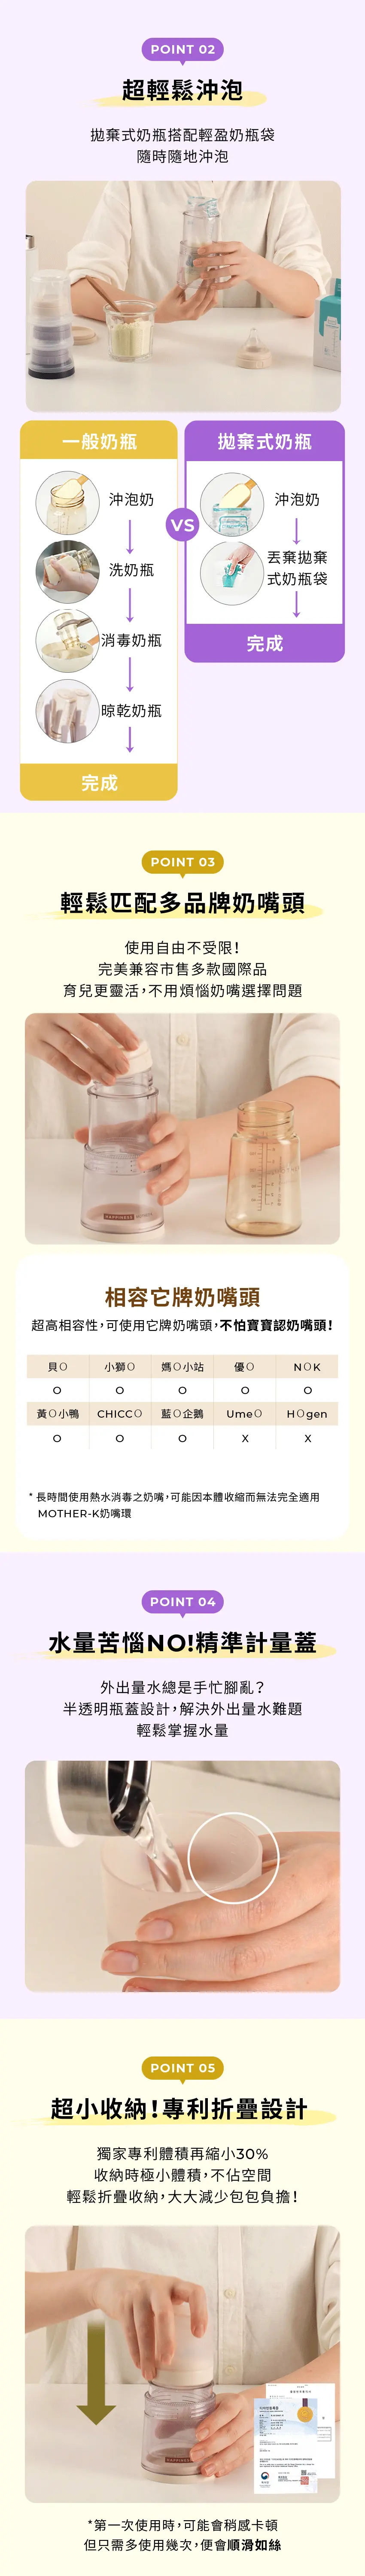 POINT 02
超輕鬆沖泡
拋棄式奶瓶搭配輕盈奶瓶袋
隨時隨地沖泡
一般奶瓶
拋棄式奶瓶
沖泡奶
洗奶瓶
消毒奶瓶
晾乾奶瓶
完成
VS
沖泡奶
丟棄拋棄
式奶瓶袋
完成
POINT 03
輕鬆匹配多品牌奶嘴頭
使用自由不受限!
完美兼容市售多款國際品
育兒更靈活,不用煩惱奶嘴選擇問題
HAPPINESS
相容它牌奶嘴頭
超高相容性,可使用它牌奶嘴頭,不怕寶寶認奶嘴頭!
貝O 小獅O 媽O小站 優O NOK
O O O O O
黃O小鴨 CHICCO 藍O企鵝 UmeO HOgen
O O O X X
* 長時間使用熱水消毒之奶嘴,可能因本體收縮而無法完全適用
MOTHER-K奶嘴環
POINT 04
水量苦惱NO!精準計量蓋
外出量水總是手忙腳亂?
半透明瓶蓋設計,解決外出量水難題
輕鬆掌握水量
POINT 05
超小收納!專利折疊設計
獨家專利體積再縮小30%
收納時極小體積,不佔空間
輕鬆折疊收納,大大減少包包負擔!
*第一次使用時,可能會稍感卡頓
但只需多使用幾次,便會順滑如絲